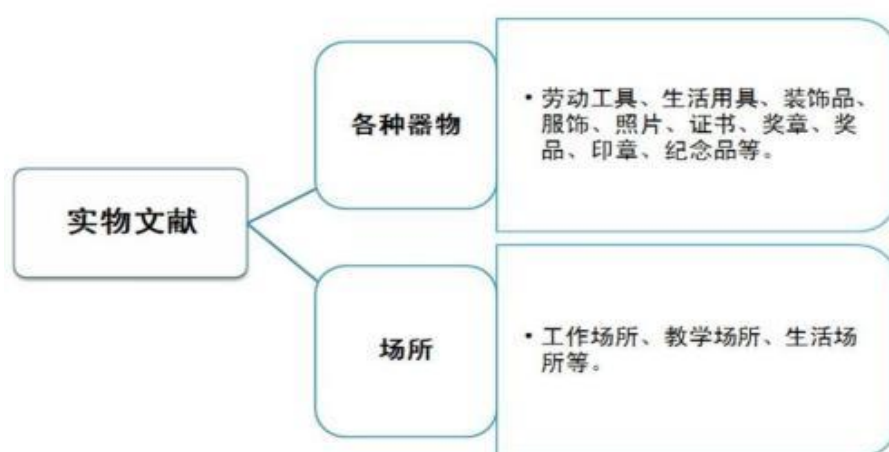 实物文献
各种器物
• 劳动工具、生活用具、装饰品、
服饰、照片、证书、奖章、奖
品、印章、纪念品等。
场所
• 工作场所、教学场所、生活场
所等。